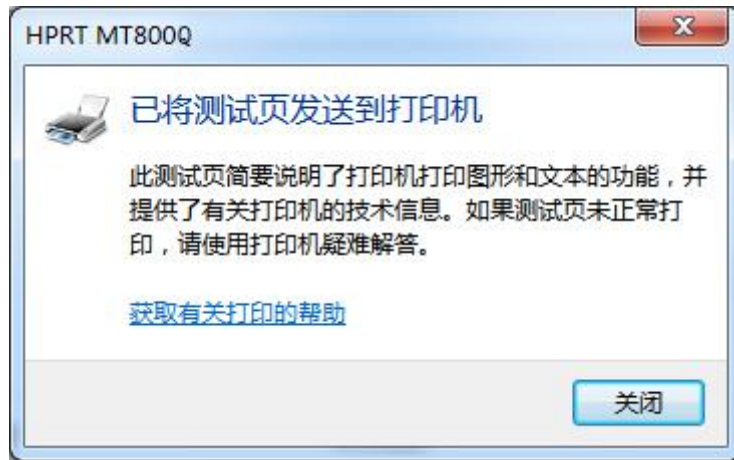 HPRT MT800Q
已将测试页发送到打印机
此测试页简要说明了打印机打印图形和文本的功能，并
提供了有关打印机的技术信息。如果测试页未正常打
印，请使用打印机疑难解答。
获取有关打印的帮助
关闭